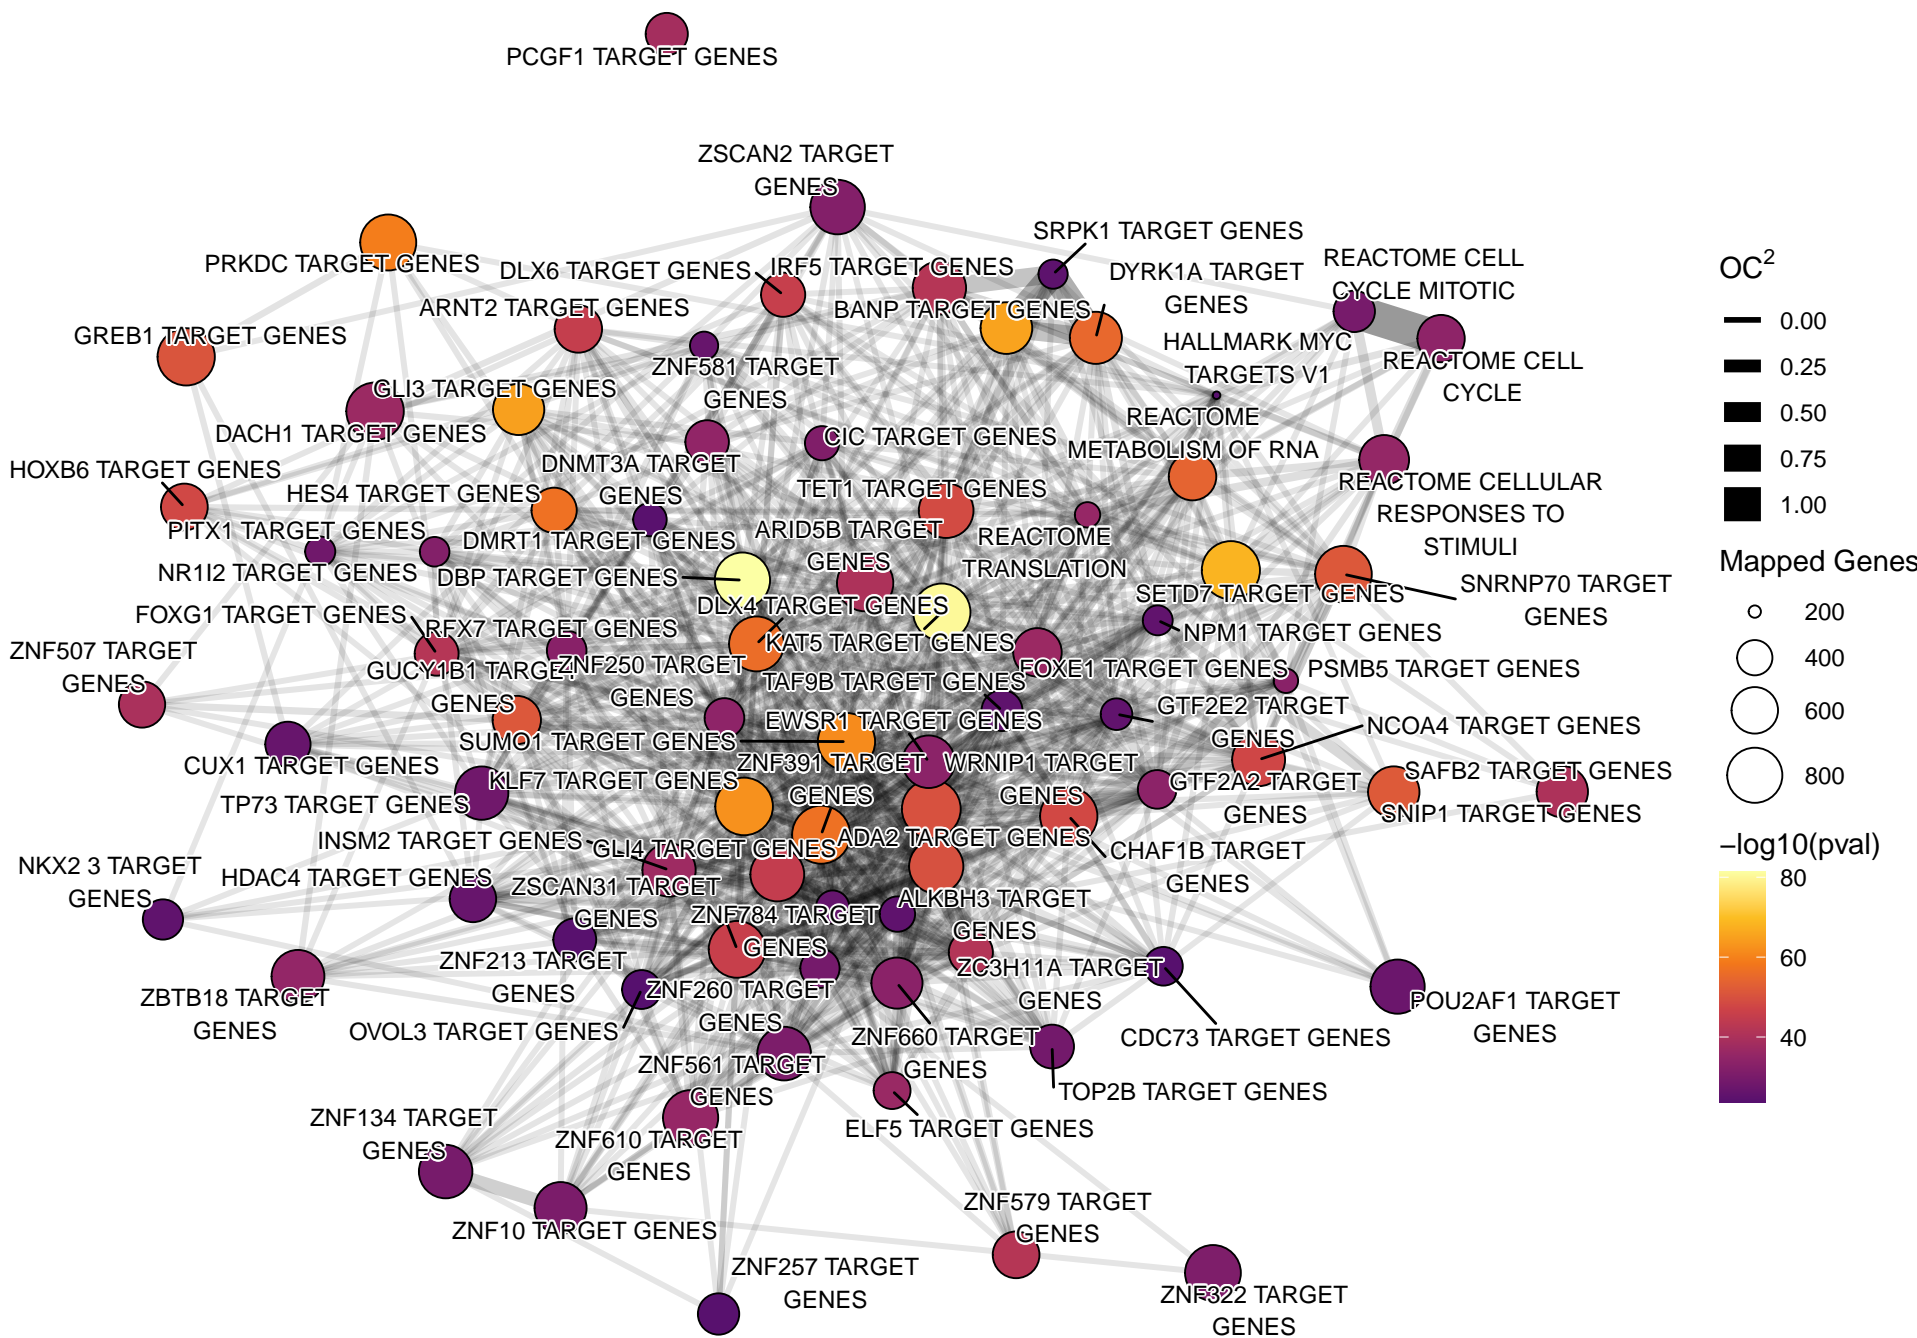 PCGF1 TARGET GENES
ZSCAN2 TARGET
GENES
SRPK1 TARGET GENES
PRKDC TARGET GENES
DLX6 TARGET GENES
IRF5 TARGET GENES
DYRK1A TARGET
GENES
REACTOME CELL
CYCLE MITOTIC
ARNT2 TARGET GENES
BANP TARGET GENES
GREB1 TARGET GENES
ZNF581 TARGET
GENES
HALLMARK MYC
TARGETS V1
REACTOME CELL
CYCLE
GLI3 TARGET GENES
DACH1 TARGET GENES
CIC TARGET GENES
REACTOME
METABOLISM OF RNA
HOXB6 TARGET GENES
DNMT3A TARGET
GENES
HES4 TARGET GENES
TET1 TARGET GENES
REACTOME CELLULAR
RESPONSES TO
STIMULI
PITX1 TARGET GENES
DMRT1 TARGET GENES
ARID5B TARGET
GENES
REACTOME
TRANSLATION
NR1I2 TARGET GENES
DBP TARGET GENES
SETD7 TARGET GENES
SNRNP70 TARGET
GENES
FOXG1 TARGET GENES
DLX4 TARGET GENES
RFX7 TARGET GENES
KAT5 TARGET GENES
NPM1 TARGET GENES
ZNF507 TARGET
GENES
GUCY1B1 TARGET
GENES
ZNF250 TARGET
GENES
FOXE1 TARGET GENES
PSMB5 TARGET GENES
TAF9B TARGET GENES
GTF2E2 TARGET
GENES
EWSR1 TARGET GENES
NCOA4 TARGET GENES
SUMO1 TARGET GENES
CUX1 TARGET GENES
ZNF391 TARGET
GENES
WRNIP1 TARGET
GENES
SAFB2 TARGET GENES
KLF7 TARGET GENES
GTF2A2 TARGET
GENES
TP73 TARGET GENES
SNIP1 TARGET GENES
INSM2 TARGET GENES
GLI4 TARGET GENES
ADA2 TARGET GENES
CHAF1B TARGET
GENES
NKX2 3 TARGET
GENES
HDAC4 TARGET GENES
ZSCAN31 TARGET
GENES
ZNF784 TARGET
GENES
ALKBH3 TARGET
GENES
ZNF213 TARGET
GENES
ZC3H11A TARGET
GENES
ZBTB18 TARGET
GENES
ZNF260 TARGET
GENES
POU2AF1 TARGET
GENES
OVOL3 TARGET GENES
ZNF660 TARGET
GENES
CDC73 TARGET GENES
ZNF561 TARGET
GENES
TOP2B TARGET GENES
ZNF134 TARGET
GENES
ELF5 TARGET GENES
ZNF610 TARGET
GENES
ZNF10 TARGET GENES
ZNF579 TARGET
GENES
ZNF257 TARGET
GENES
ZNF322 TARGET
GENES
OC2
0.00
0.25
0.50
0.75
1.00
Mapped Genes
200
400
600
800
−log10(pval)
80
60
40